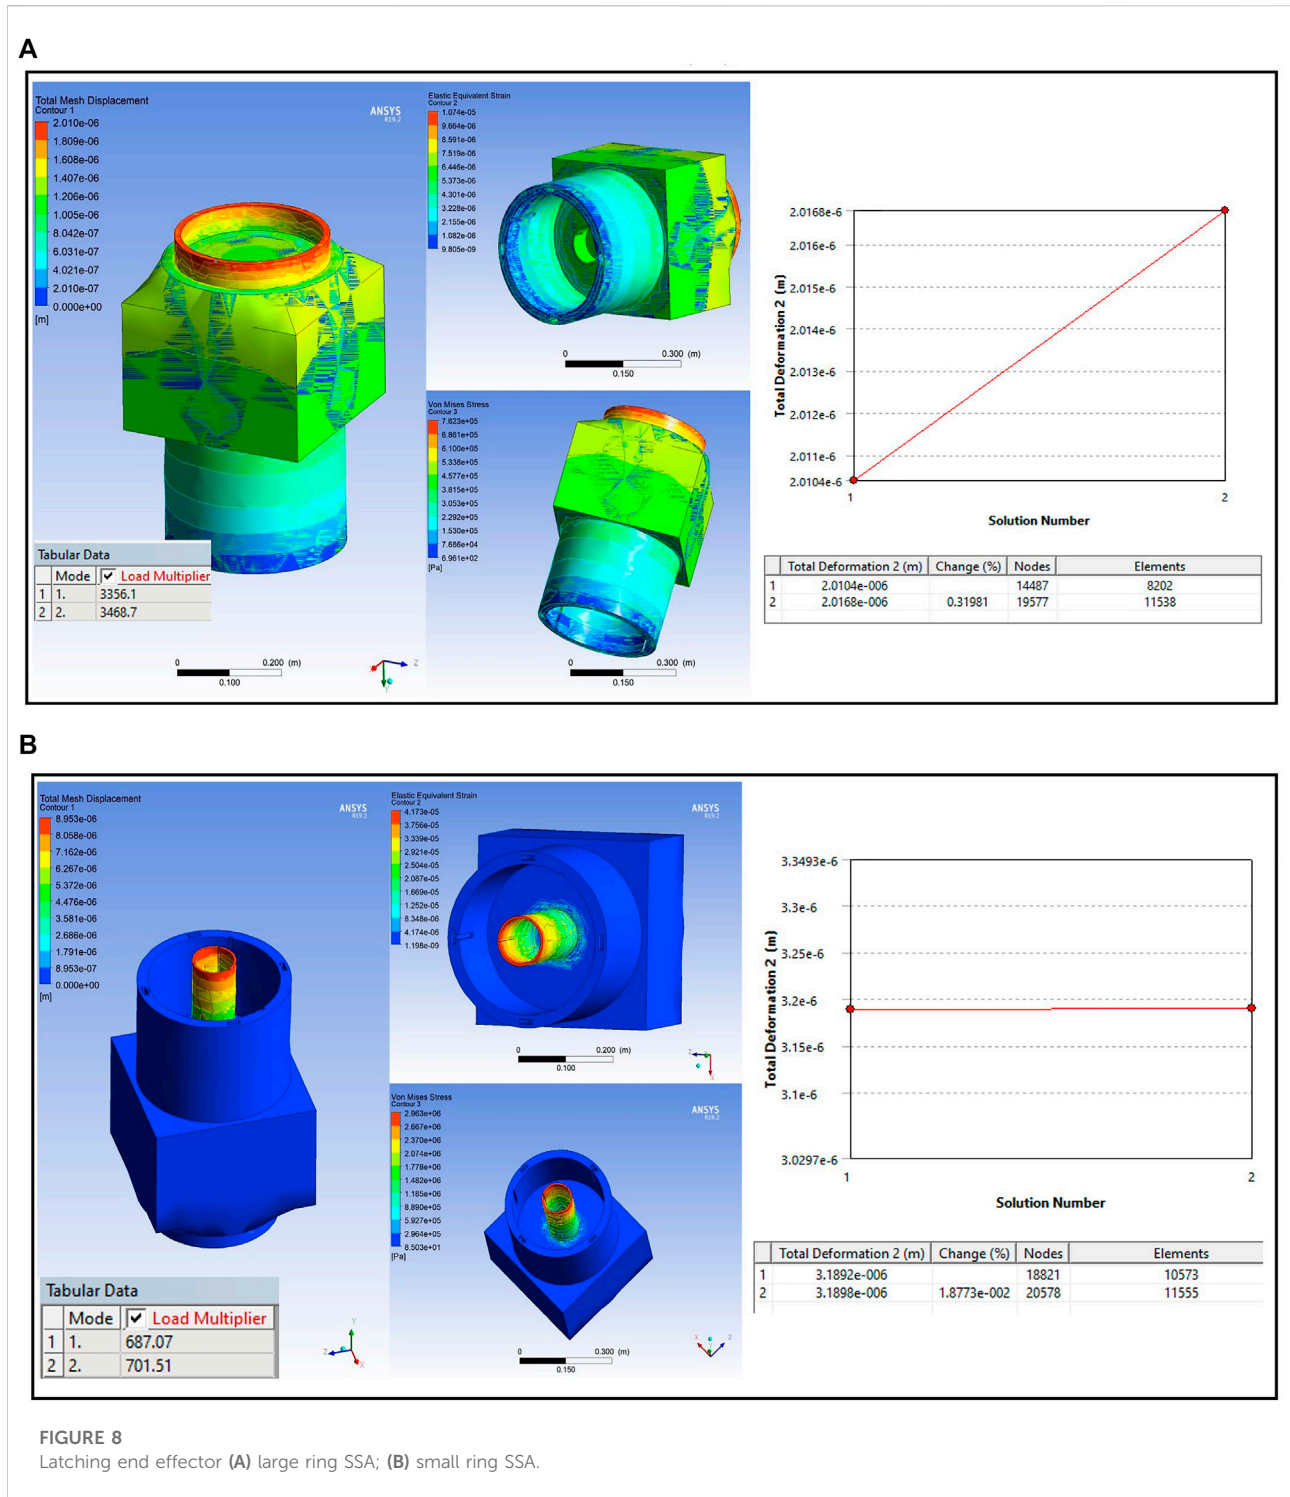 A
Total Mesh Displacement
Contour 1
2.010e-06
1.809e-06
1.608e-06
1.407e-06
1.206e-06
1.005e-06
8.042e-07
6.031e-07
4.021e-07
2.010e-07
0.000e+00
[m]
ANSYS
R19.2
Tabular Data
Mode Load Multiplier
1 1. 3356.1
2 2. 3468.7
0 0.200 (m)
0.100
Z
Y
Elastic Equivalent Strain
Contour 2
1.074e-05
9.664e-06
8.591e-06
7.519e-06
6.446e-06
5.373e-06
4.301e-06
3.228e-06
2.155e-06
1.082e-06
9.805e-09
0 0.300 (m)
0.150
Von Mises Stress
Contour 3
7.623e+05
6.861e+05
6.100e+05
5.338e+05
4.577e+05
3.815e+05
3.053e+05
2.292e+05
1.530e+05
7.686e+04
6.961e+02
[Pa]
0 0.300 (m)
0.150
Total Deformation 2 (m)
2.0168e-6
2.016e-6
2.015e-6
2.014e-6
2.013e-6
2.012e-6
2.011e-6
2.0104e-6
1 2
Solution Number
Total Deformation 2 (m) Change (%) Nodes Elements
1 2.0104e-006 14487 8202
2 2.0168e-006 0.31981 19577 11538
B
Total Mesh Displacement
Contour 1
8.953e-06
8.058e-06
7.162e-06
6.267e-06
5.372e-06
4.476e-06
3.581e-06
2.686e-06
1.791e-06
8.953e-07
0.000e+00
[m]
ANSYS
R19.2
Tabular Data
Mode Load Multiplier
1 1. 687.07
2 2. 701.51
Y
Z
X
Elastic Equivalent Strain
Contour 2
4.173e-05
3.756e-05
3.339e-05
2.921e-05
2.504e-05
2.087e-05
1.669e-05
1.252e-05
8.348e-06
4.174e-06
1.198e-09
ANSYS
R19.2
0 0.200 (m)
0.100
Z
X
Von Mises Stress
Contour 3
2.963e+06
2.667e+06
2.370e+06
2.074e+06
1.778e+06
1.482e+06
1.185e+06
8.890e+05
5.927e+05
2.964e+05
8.503e+01
[Pa]
ANSYS
R19.2
0 0.300 (m)
0.150
X Z
Total Deformation 2 (m)
3.3493e-6
3.3e-6
3.25e-6
3.2e-6
3.15e-6
3.1e-6
3.0297e-6
1 2
Solution Number
Total Deformation 2 (m) Change (%) Nodes Elements
1 3.1892e-006 18821 10573
2 3.1898e-006 1.8773e-002 20578 11555
FIGURE 8
Latching end effector (A) large ring SSA; (B) small ring SSA.